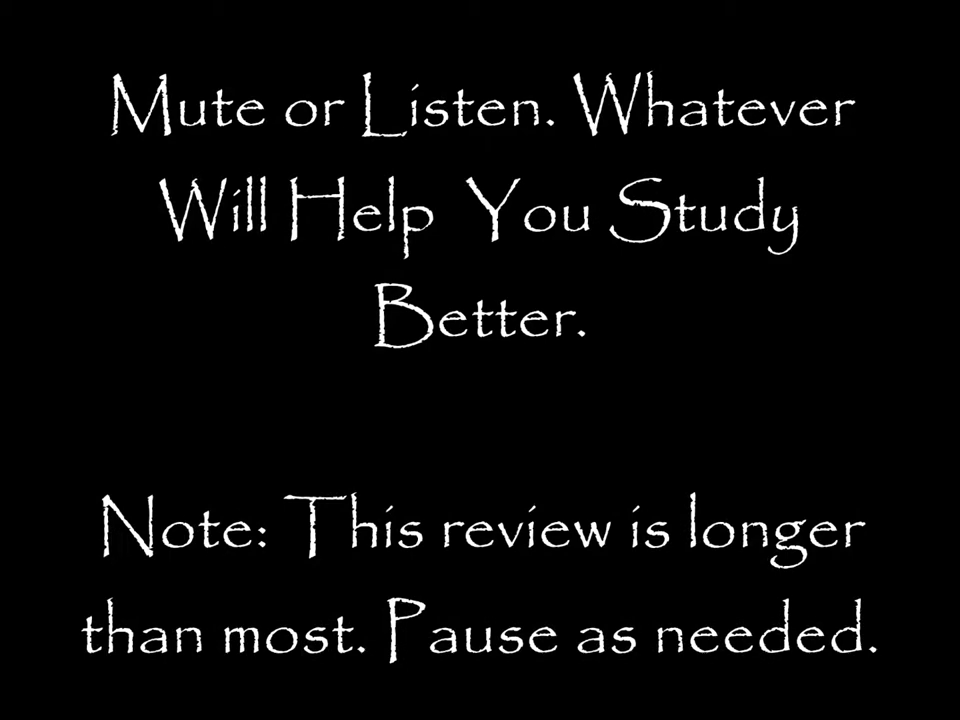 Mute or Listen. Whatever
Will Help You Study
Better.
Note: This review is longer
than most. Pause as needed.